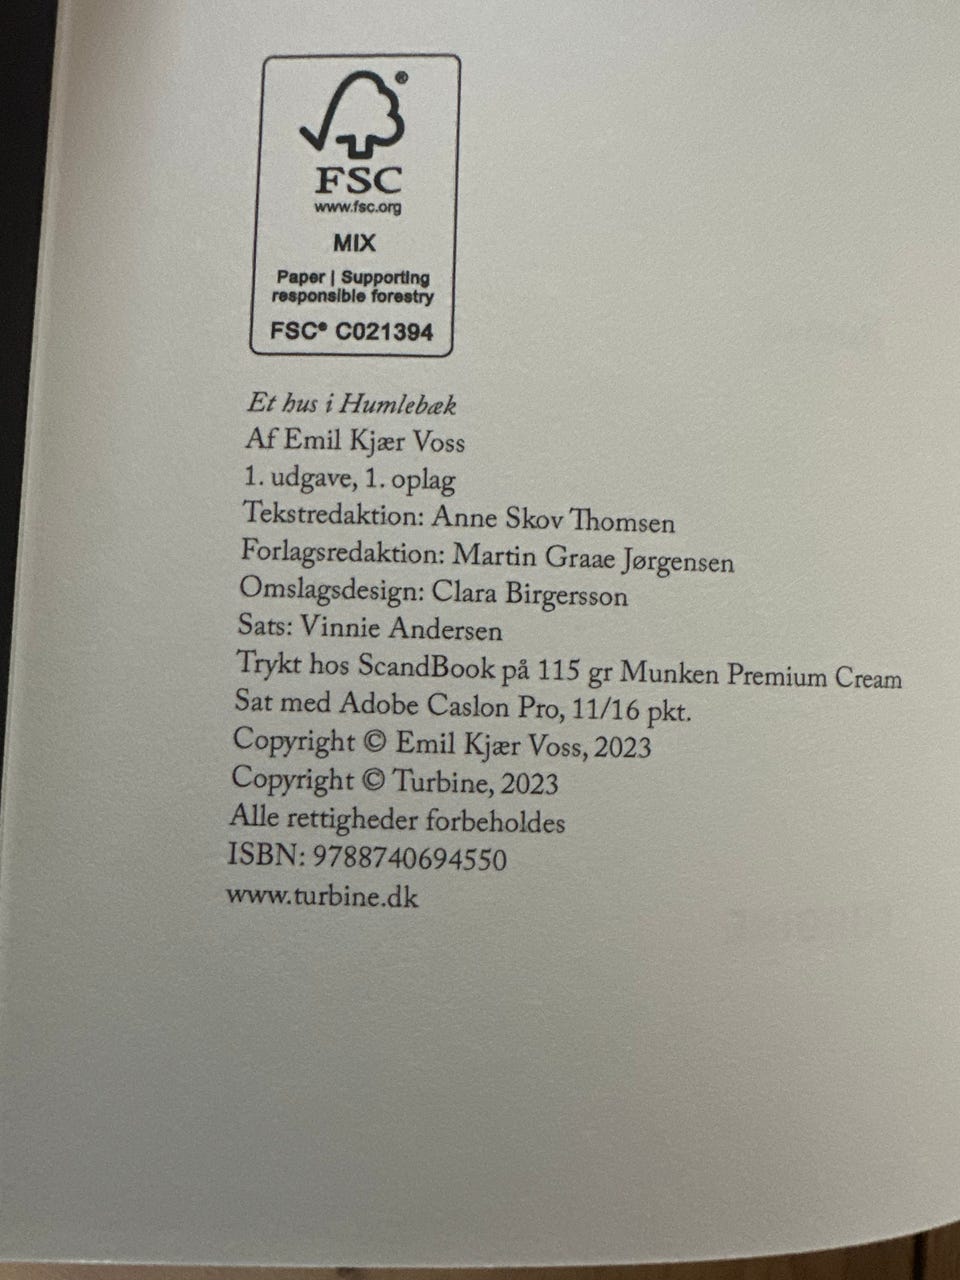 FSC®
www.fsc.org
MIX
Paper | Supporting
responsible forestry
FSC® C021394
Et hus i Humlebæk
Af Emil Kjær Voss
1. udgave, 1. oplag
Tekstredaktion: Anne Skov Thomsen
Forlagsredaktion: Martin Graae Jørgensen
Omslagsdesign: Clara Birgersson
Sats: Vinnie Andersen
Trykt hos ScandBook på 115 gr Munken Premium Cream
Sat med Adobe Caslon Pro, 11/16 pkt.
Copyright © Emil Kjær Voss, 2023
Copyright © Turbine, 2023
Alle rettigheder forbeholdes
ISBN: 9788740694550
www.turbine.dk